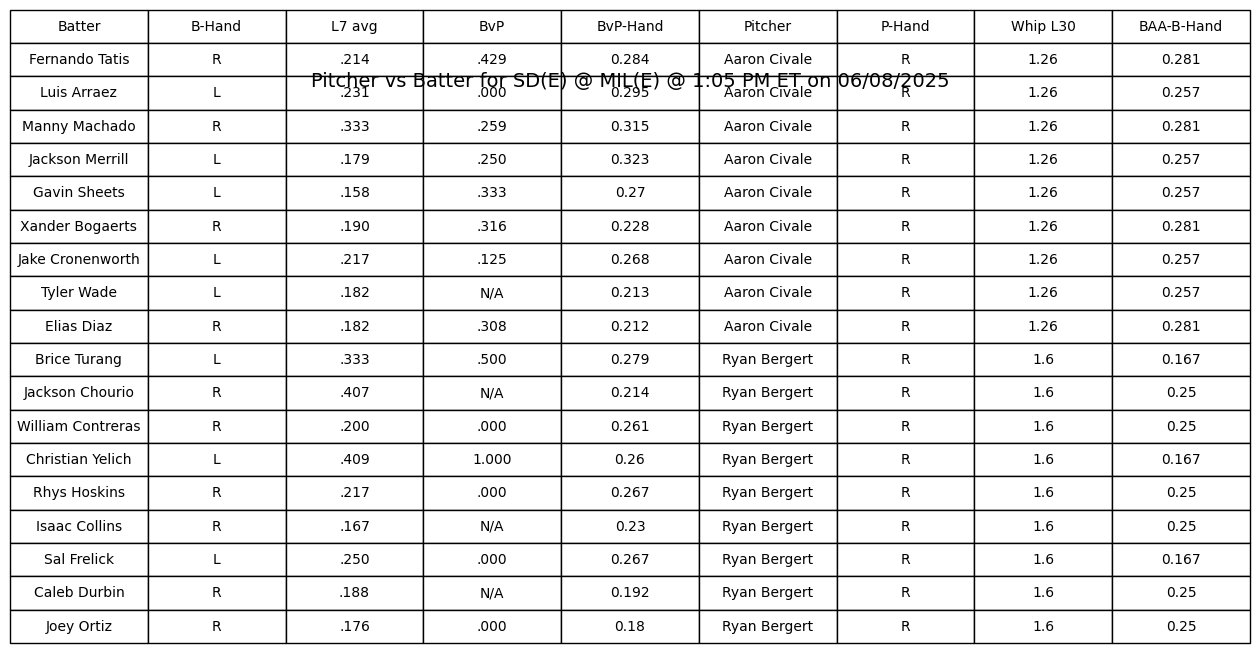 Batter B-Hand L7 avg BvP BvP-Hand Pitcher P-Hand Whip L30 BAA-B-Hand
Fernando Tatis R .214 .429 0.284 Aaron Civale R 1.26 0.281
Pitcher vs Batter for SD(E) @ MIL(E) @ 1:05 PM ET on 06/08/2025
Luis Arraez L .231 .000 0.295 Aaron Civale R 1.26 0.257
Manny Machado R .333 .259 0.315 Aaron Civale R 1.26 0.281
Jackson Merrill L .179 .250 0.323 Aaron Civale R 1.26 0.257
Gavin Sheets L .158 .333 0.27 Aaron Civale R 1.26 0.257
Xander Bogaerts R .190 .316 0.228 Aaron Civale R 1.26 0.281
Jake Cronenworth L .217 .125 0.268 Aaron Civale R 1.26 0.257
Tyler Wade L .182 N/A 0.213 Aaron Civale R 1.26 0.257
Elias Diaz R .182 .308 0.212 Aaron Civale R 1.26 0.281
Brice Turang L .333 .500 0.279 Ryan Bergert R 1.6 0.167
Jackson Chourio R .407 N/A 0.214 Ryan Bergert R 1.6 0.25
William Contreras R .200 .000 0.261 Ryan Bergert R 1.6 0.25
Christian Yelich L .409 1.000 0.26 Ryan Bergert R 1.6 0.167
Rhys Hoskins R .217 .000 0.267 Ryan Bergert R 1.6 0.25
Isaac Collins R .167 N/A 0.23 Ryan Bergert R 1.6 0.25
Sal Frelick L .250 .000 0.267 Ryan Bergert R 1.6 0.167
Caleb Durbin R .188 N/A 0.192 Ryan Bergert R 1.6 0.25
Joey Ortiz R .176 .000 0.18 Ryan Bergert R 1.6 0.25